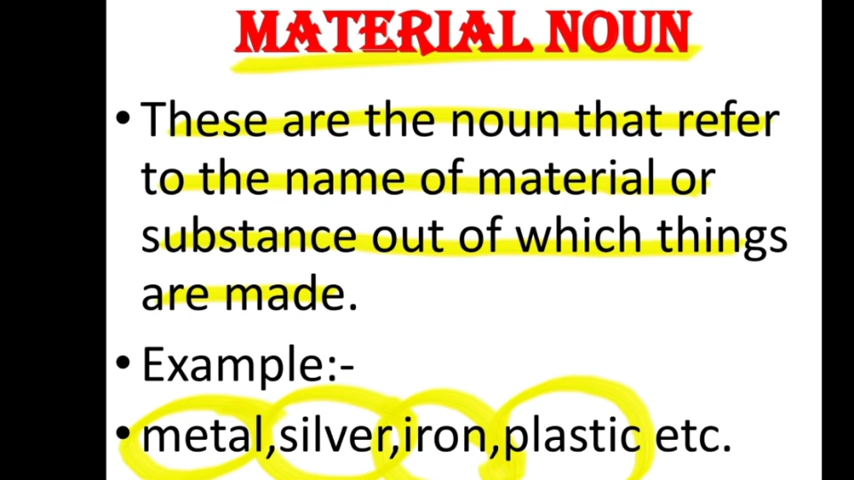 MATERIAL NOUN
• These are the noun that refer
to the name of material or
substance out of which things
are made.
• Example:-
• metal,silver,iron,plastic etc.